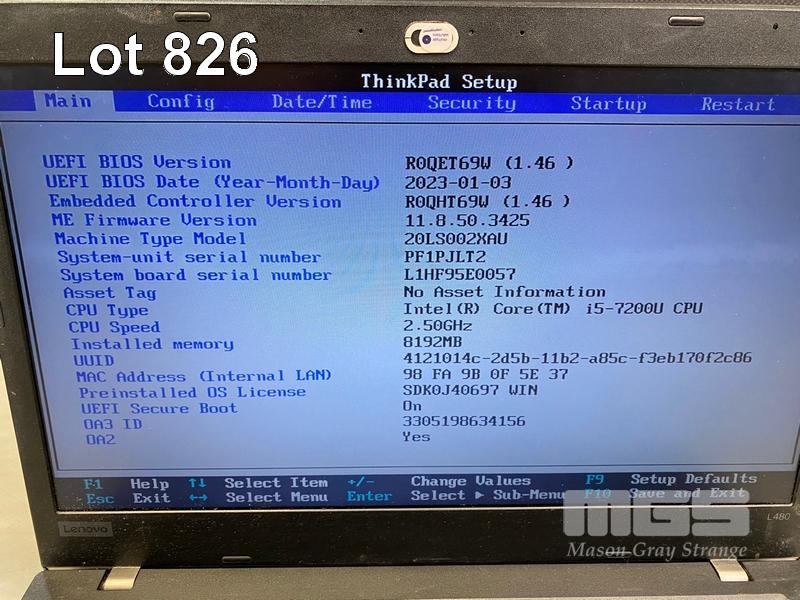 Lot 826
ThinkPad Setup
Main Config Date/Time Security Startup Restart
UEFI BIOS Version R0QET69W (1.46 )
UEFI BIOS Date (Year-Month-Day) 2023-01-03
Embedded Controller Version R0QHT69W (1.46 )
ME Firmware Version 11.8.50.3425
Machine Type Model 20LS002XAU
System-unit serial number PF1PJLT2
System board serial number L1HF95E0057
Asset Tag No Asset Information
CPU Type Intel(R) Core(TM) i5-7200U CPU
CPU Speed 2.50GHz
Installed memory 8192MB
UUID 4121014c-2d5b-11b2-a85c-f3eb170f2c86
MAC Address (Internal LAN) 98 FA 9B 0F 5E 37
Preinstalled OS License SDK0J40697 WIN
UEFI Secure Boot On
OA3 ID 3305198634156
OA2 Yes
F1 Help ↑↓ Select Item +/- Change Values F9 Setup Defaults
Esc Exit ←→ Select Menu Enter Select ▶ Sub-Menu F10 Save and Exit
Lenovo
L480
MGS
Mason Gray Strange